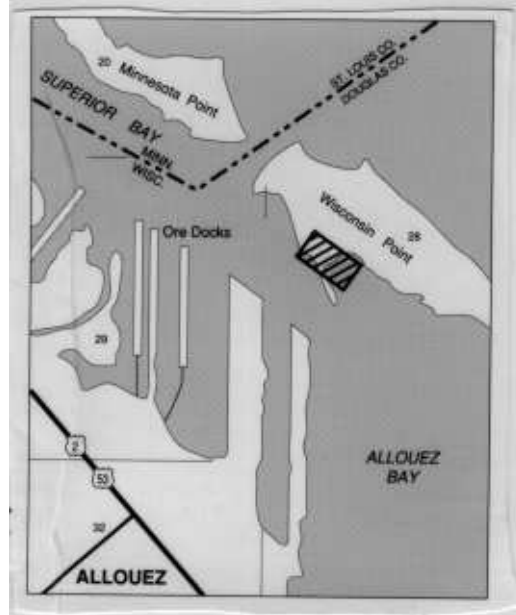 20
Minnesota Point
ST. LOUIS CO.
DOUGLAS CO.
SUPERIOR BAY
MINN.
WISC.
Wisconsin Point
28
Ore Docks
29
2
53
ALLOUEZ
BAY
32
ALLOUEZ